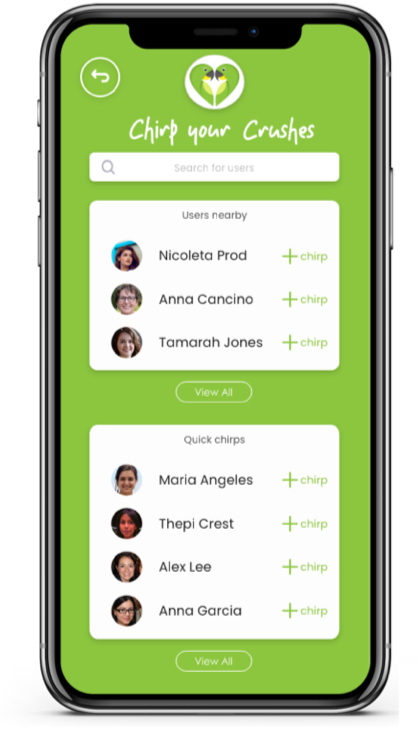 Chirp your Crushes
Search for users
Users nearby
Nicoleta Prod + chirp
Anna Cancino + chirp
Tamarah Jones + chirp
View All
Quick chirps
Maria Angeles + chirp
Thepi Crest + chirp
Alex Lee + chirp
Anna Garcia + chirp
View All